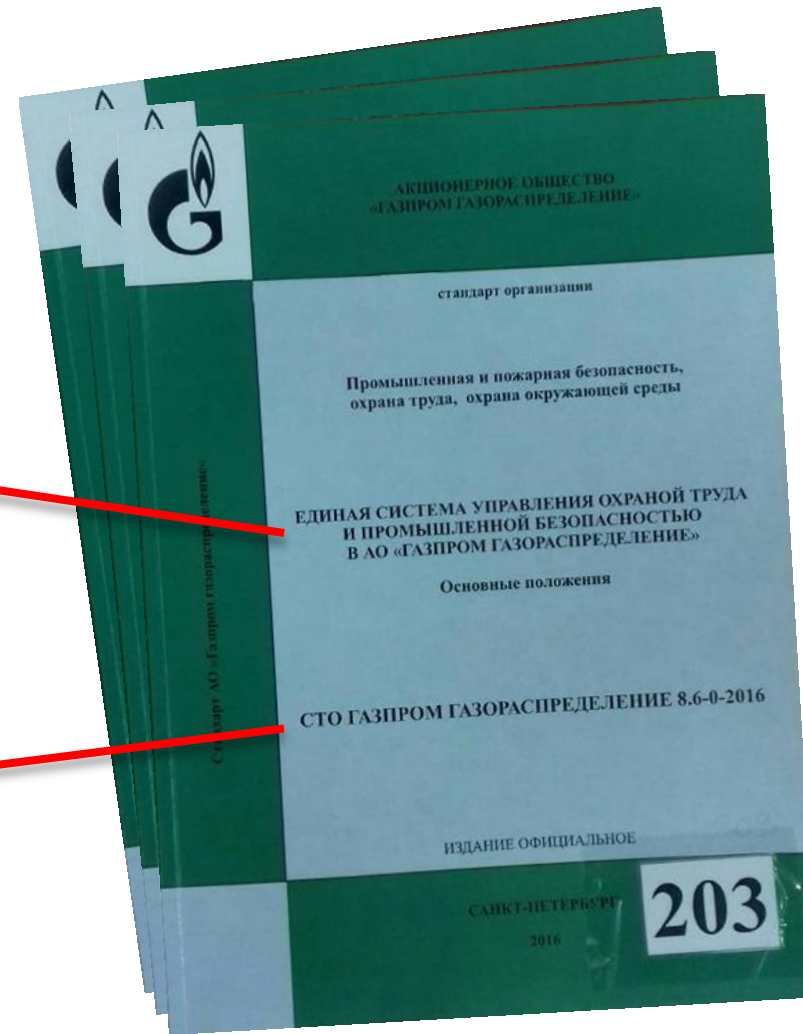 АКЦИОНЕРНОЕ ОБЩЕСТВО
«ГАЗПРОМ ГАЗОРАСПРЕДЕЛЕНИЕ»
стандарт организации
Промышленная и пожарная безопасность,
охрана труда, охрана окружающей среды
ЕДИНАЯ СИСТЕМА УПРАВЛЕНИЯ ОХРАНОЙ ТРУДА
И ПРОМЫШЛЕННОЙ БЕЗОПАСНОСТЬЮ
В АО «ГАЗПРОМ ГАЗОРАСПРЕДЕЛЕНИЕ»
Основные положения
СТО ГАЗПРОМ ГАЗОРАСПРЕДЕЛЕНИЕ 8.6-0-2016
Стандарт АО «Газпром газораспределение»
ИЗДАНИЕ ОФИЦИАЛЬНОЕ
САНКТ-ПЕТЕРБУРГ
2016
203